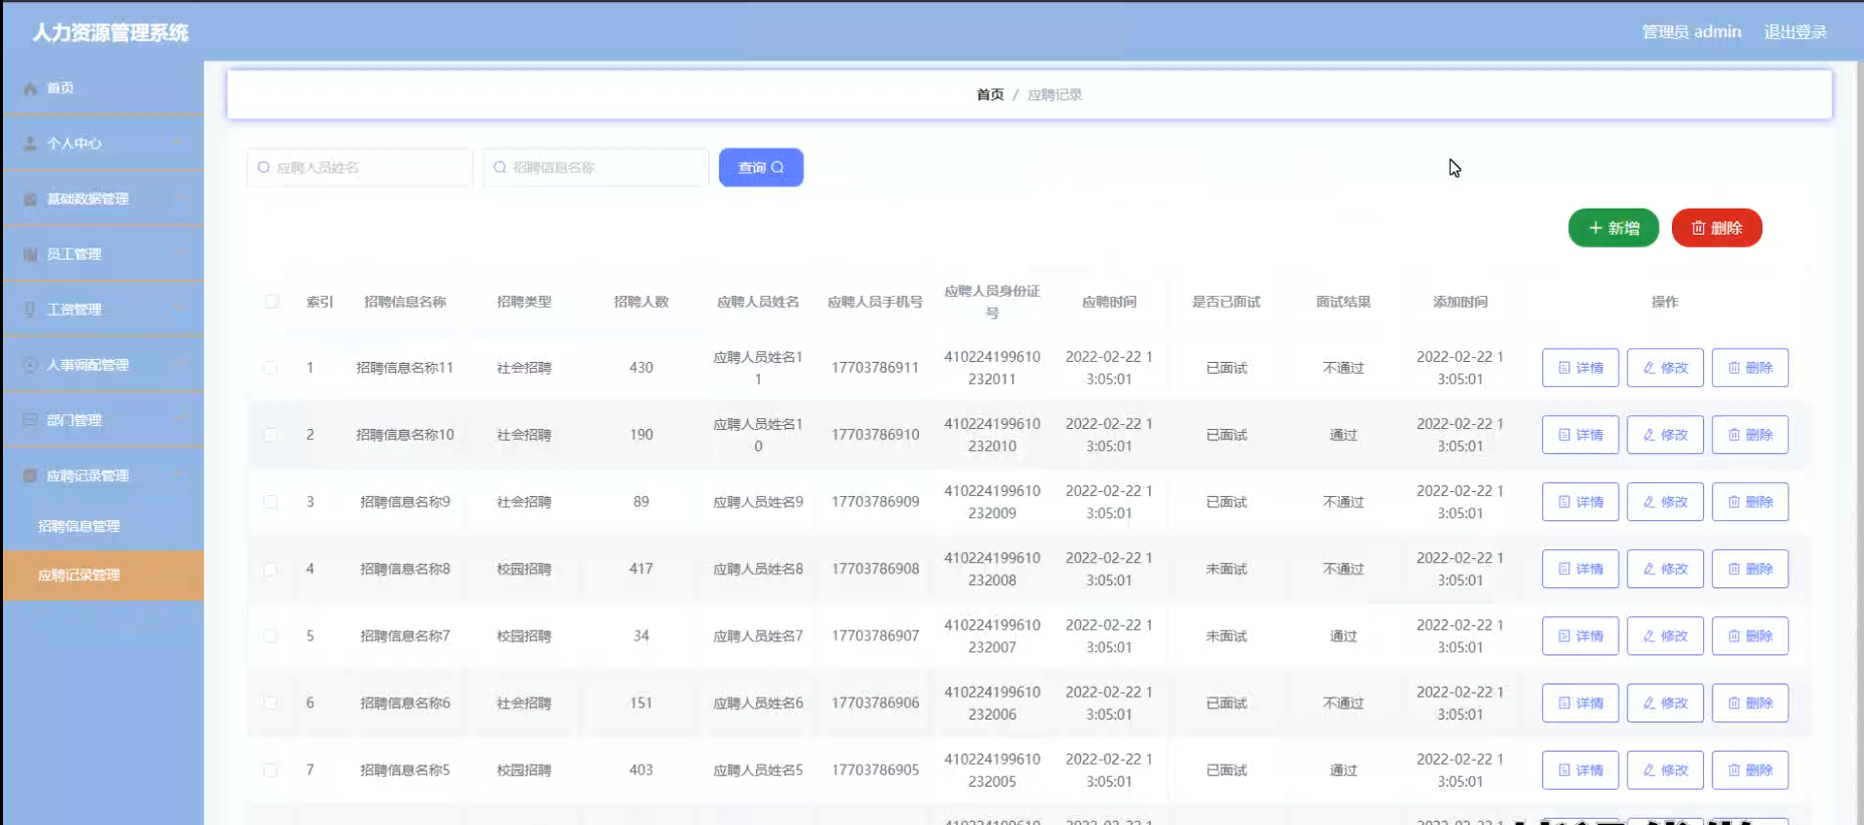 人力资源管理系统
管理员 admin 退出登录
首页
个人中心
基础数据管理
员工管理
工资管理
人事调配管理
部门管理
应聘记录管理
招聘信息管理
应聘记录管理
首页 / 应聘记录
应聘人员姓名 招聘信息名称 查询
新增 删除
索引 招聘信息名称 招聘类型 招聘人数 应聘人员姓名 应聘人员手机号 应聘人员身份证号 应聘时间 是否已面试 面试结果 添加时间 操作
1 招聘信息名称11 社会招聘 430 应聘人员姓名11 17703786911 410224199610232011 2022-02-22 13:05:01 已面试 不通过 2022-02-22 13:05:01 详情 修改 删除
2 招聘信息名称10 社会招聘 190 应聘人员姓名10 17703786910 410224199610232010 2022-02-22 13:05:01 已面试 通过 2022-02-22 13:05:01 详情 修改 删除
3 招聘信息名称9 社会招聘 89 应聘人员姓名9 17703786909 410224199610232009 2022-02-22 13:05:01 已面试 不通过 2022-02-22 13:05:01 详情 修改 删除
4 招聘信息名称8 校园招聘 417 应聘人员姓名8 17703786908 410224199610232008 2022-02-22 13:05:01 未面试 不通过 2022-02-22 13:05:01 详情 修改 删除
5 招聘信息名称7 校园招聘 34 应聘人员姓名7 17703786907 410224199610232007 2022-02-22 13:05:01 未面试 通过 2022-02-22 13:05:01 详情 修改 删除
6 招聘信息名称6 社会招聘 151 应聘人员姓名6 17703786906 410224199610232006 2022-02-22 13:05:01 已面试 不通过 2022-02-22 13:05:01 详情 修改 删除
7 招聘信息名称5 校园招聘 403 应聘人员姓名5 17703786905 410224199610232005 2022-02-22 13:05:01 已面试 通过 2022-02-22 13:05:01 详情 修改 删除